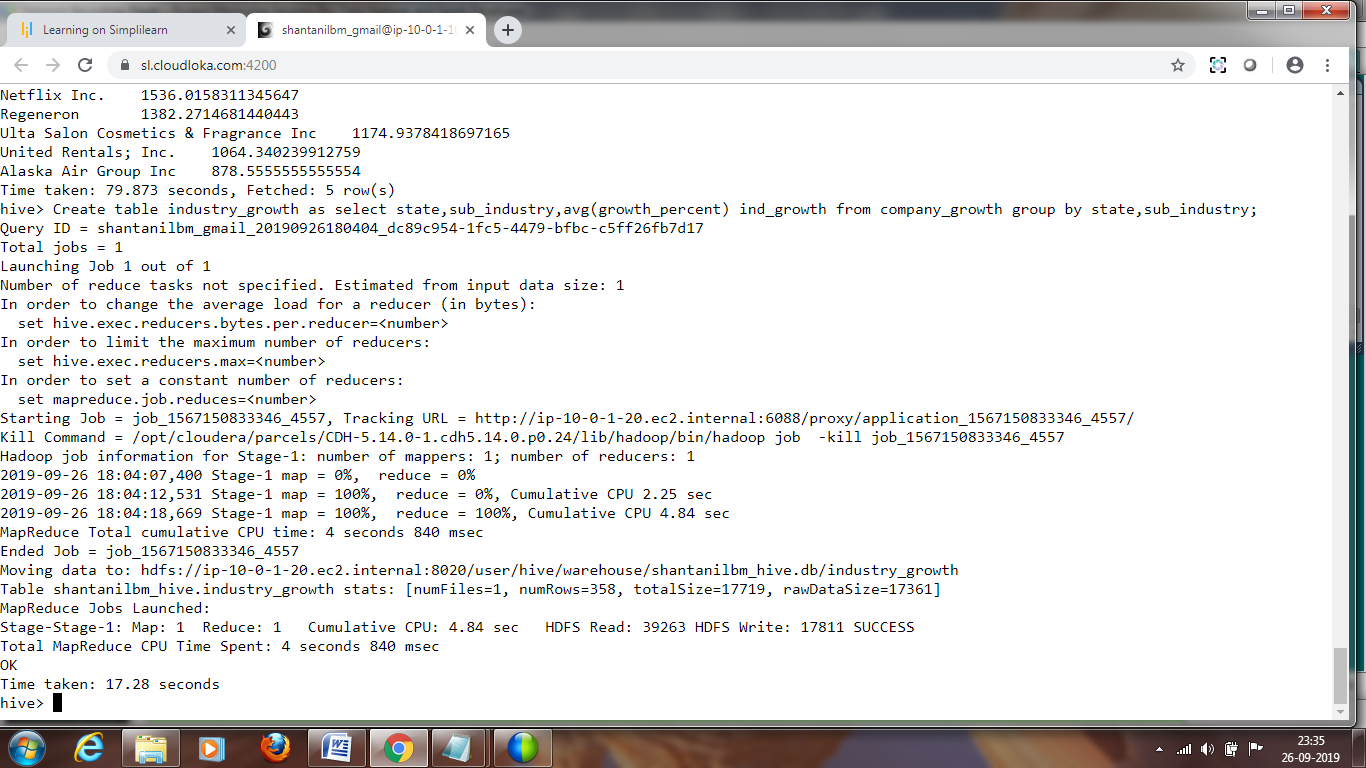 Learning on Simplilearn
shantanilbm_gmail@ip-10-0-1-10
sl.cloudloka.com:4200
Netflix Inc.    1536.0158311345647
Regeneron       1382.2714681440443
Ulta Salon Cosmetics & Fragrance Inc    1174.9378418697165
United Rentals; Inc.    1064.340239912759
Alaska Air Group Inc    878.5555555555554
Time taken: 79.873 seconds, Fetched: 5 row(s)
hive> Create table industry_growth as select state,sub_industry,avg(growth_percent) ind_growth from company_growth group by state,sub_industry;
Query ID = shantanilbm_gmail_20190926180404_dc89c954-1fc5-4479-bfbc-c5ff26fb7d17
Total jobs = 1
Launching Job 1 out of 1
Number of reduce tasks not specified. Estimated from input data size: 1
In order to change the average load for a reducer (in bytes):
  set hive.exec.reducers.bytes.per.reducer=<number>
In order to limit the maximum number of reducers:
  set hive.exec.reducers.max=<number>
In order to set a constant number of reducers:
  set mapreduce.job.reduces=<number>
Starting Job = job_1567150833346_4557, Tracking URL = http://ip-10-0-1-20.ec2.internal:6088/proxy/application_1567150833346_4557/
Kill Command = /opt/cloudera/parcels/CDH-5.14.0-1.cdh5.14.0.p0.24/lib/hadoop/bin/hadoop job  -kill job_1567150833346_4557
Hadoop job information for Stage-1: number of mappers: 1; number of reducers: 1
2019-09-26 18:04:07,400 Stage-1 map = 0%,  reduce = 0%
2019-09-26 18:04:12,531 Stage-1 map = 100%,  reduce = 0%, Cumulative CPU 2.25 sec
2019-09-26 18:04:18,669 Stage-1 map = 100%,  reduce = 100%, Cumulative CPU 4.84 sec
MapReduce Total cumulative CPU time: 4 seconds 840 msec
Ended Job = job_1567150833346_4557
Moving data to: hdfs://ip-10-0-1-20.ec2.internal:8020/user/hive/warehouse/shantanilbm_hive.db/industry_growth
Table shantanilbm_hive.industry_growth stats: [numFiles=1, numRows=358, totalSize=17719, rawDataSize=17361]
MapReduce Jobs Launched:
Stage-Stage-1: Map: 1  Reduce: 1   Cumulative CPU: 4.84 sec   HDFS Read: 39263 HDFS Write: 17811 SUCCESS
Total MapReduce CPU Time Spent: 4 seconds 840 msec
OK
Time taken: 17.28 seconds
hive>
23:35
26-09-2019